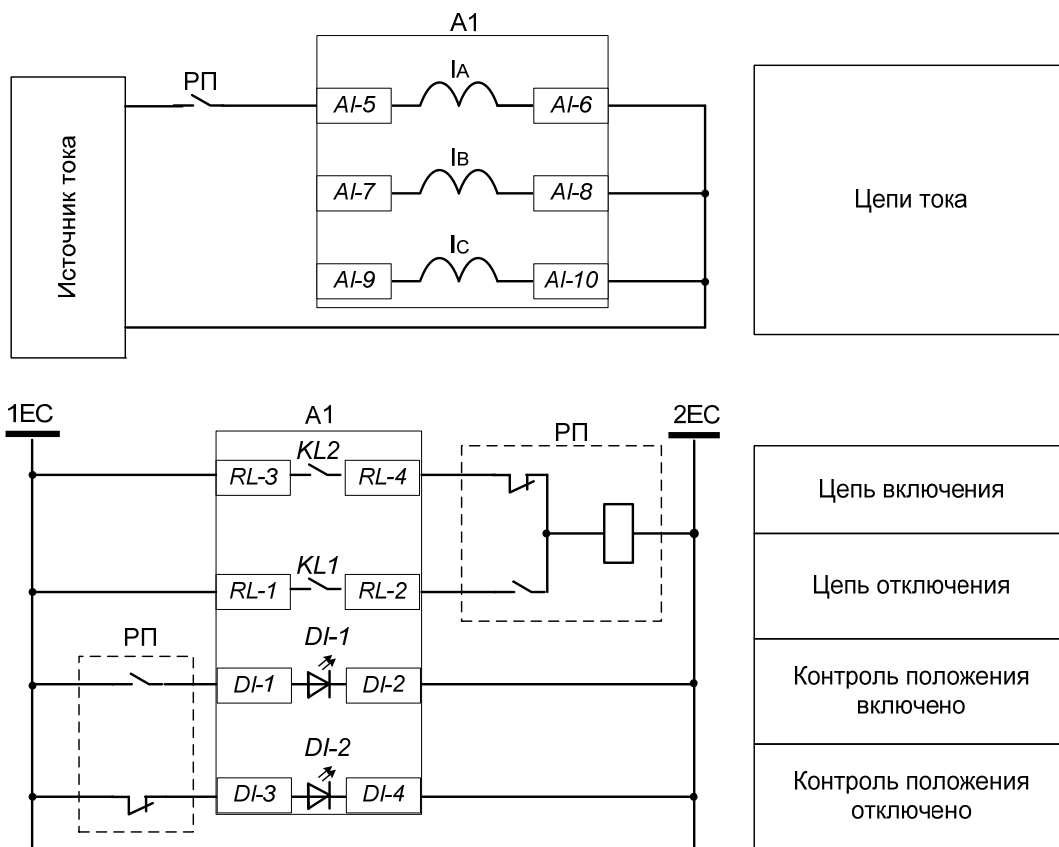 A1
РП
IA
AI-5
AI-6
Источник тока
IB
AI-7
AI-8
Цепи тока
IC
AI-9
AI-10
1EC
A1
РП
2EC
RL-3
KL2
RL-4
Цепь включения
RL-1
KL1
RL-2
Цепь отключения
РП
DI-1
DI-1
DI-2
Контроль положения
включено
DI-2
DI-3
DI-4
Контроль положения
отключено